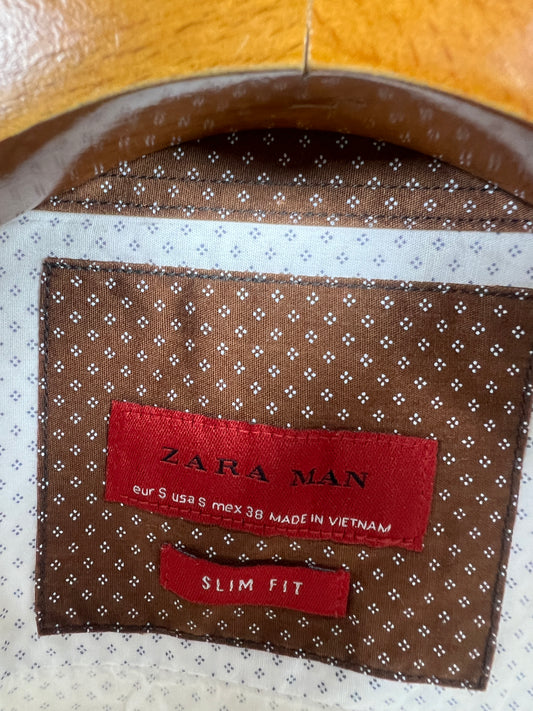 ZARA MAN
eur S usa S mex 38 MADE IN VIETNAM
SLIM FIT